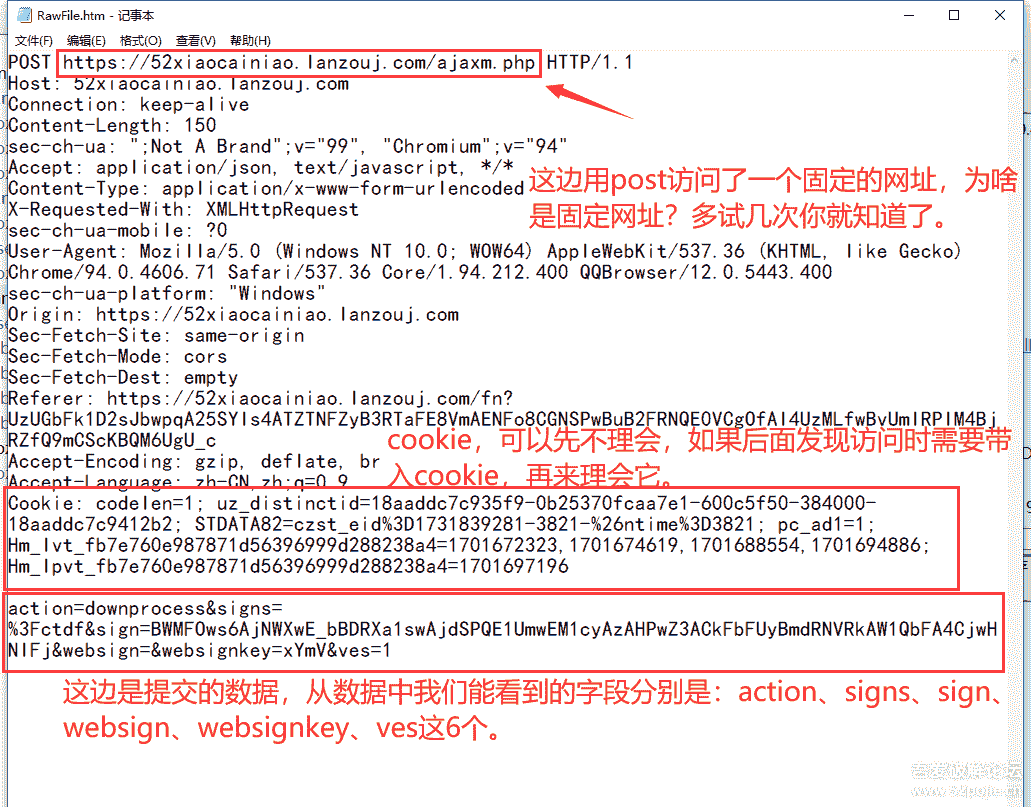 RawFile.htm - 记事本
文件(F) 编辑(E) 格式(O) 查看(V) 帮助(H)
POST https://52xiaocainiao.lanzouj.com/ajaxm.php HTTP/1.1
Host: 52xiaocainiao.lanzouj.com
Connection: keep-alive
Content-Length: 150
sec-ch-ua: ";Not A Brand";v="99", "Chromium";v="94"
Accept: application/json, text/javascript, */*
Content-Type: application/x-www-form-urlencoded
这边用post访问了一个固定的网址，为啥
X-Requested-With: XMLHttpRequest
是固定网址？多试几次你就知道了。
sec-ch-ua-mobile: ?0
User-Agent: Mozilla/5.0 (Windows NT 10.0; WOW64) AppleWebKit/537.36 (KHTML, like Gecko)
Chrome/94.0.4606.71 Safari/537.36 Core/1.94.212.400 QQBrowser/12.0.5443.400
sec-ch-ua-platform: "Windows"
Origin: https://52xiaocainiao.lanzouj.com
Sec-Fetch-Site: same-origin
Sec-Fetch-Mode: cors
Sec-Fetch-Dest: empty
Referer: https://52xiaocainiao.lanzouj.com/fn?
UzUGbFk1D2sJbwpqA25SYls4ATZTNFZyB3RTaFE8VmAENFo8CGNSPwBuB2FRNQE0VCgOfAl4UzMLfwBvUmlRPlM4Bj
RZfQ9mCScKBQM6UgU_c
cookie，可以先不理会，如果后面发现访问时需要带
Accept-Encoding: gzip, deflate, br
入cookie，再来理会它。
Accept-Language: zh-CN,zh;q=0.9
Cookie: codelen=1; uz_distinctid=18aaddc7c935f9-0b25370fcaa7e1-600c5f50-384000-
18aaddc7c9412b2; STDATA82=czst_eid%3D1731839281-3821-%26ntime%3D3821; pc_ad1=1;
Hm_lvt_fb7e760e987871d56396999d288238a4=1701672323,1701674619,1701688554,1701694886;
Hm_lpvt_fb7e760e987871d56396999d288238a4=1701697196
action=downprocess&signs=
%3Fctdf&sign=BWMFOws6AjNWXwE_bBDRXa1swAjdSPQE1UmwEM1cyAzAHPwZ3ACkFbFUyBmdRNVRkAW1QbFA4CjwH
NlFj&websign=&websignkey=xYmV&ves=1
这边是提交的数据，从数据中我们能看到的字段分别是：action、signs、sign、
websign、websignkey、ves这6个。
吾爱破解论坛
www.52pojie.cn